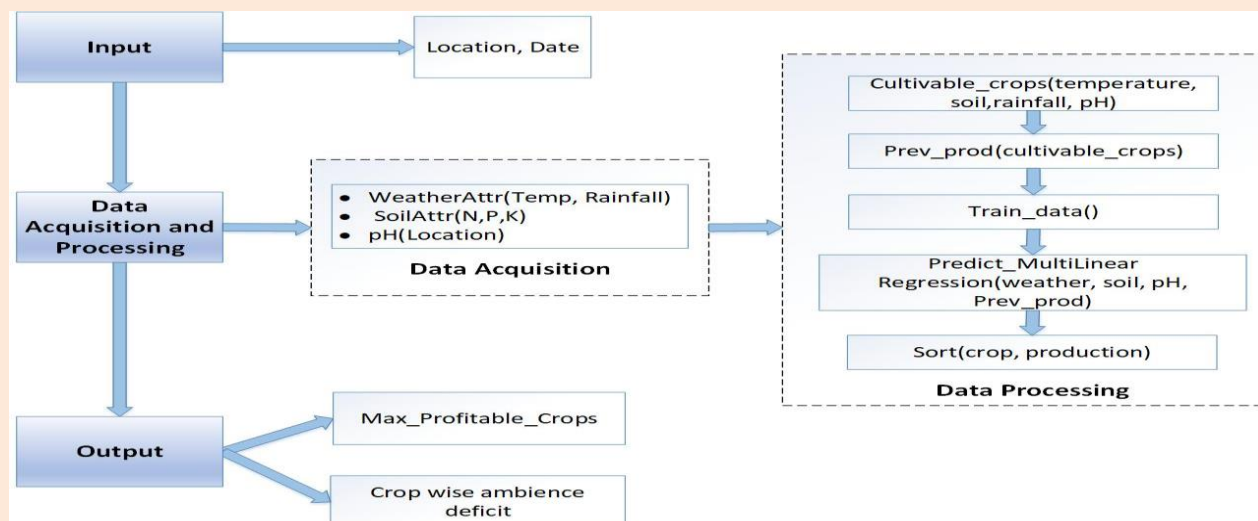 Input
Location, Date
Data
Acquisition and
Processing
● WeatherAttr(Temp, Rainfall)
● SoilAttr(N,P,K)
● pH(Location)
Data Acquisition
Cultivable_crops(temperature,
soil,rainfall, pH)
Prev_prod(cultivable_crops)
Train_data()
Predict_MultiLinear
Regression(weather, soil, pH,
Prev_prod)
Sort(crop, production)
Data Processing
Output
Max_Profitable_Crops
Crop wise ambience
deficit